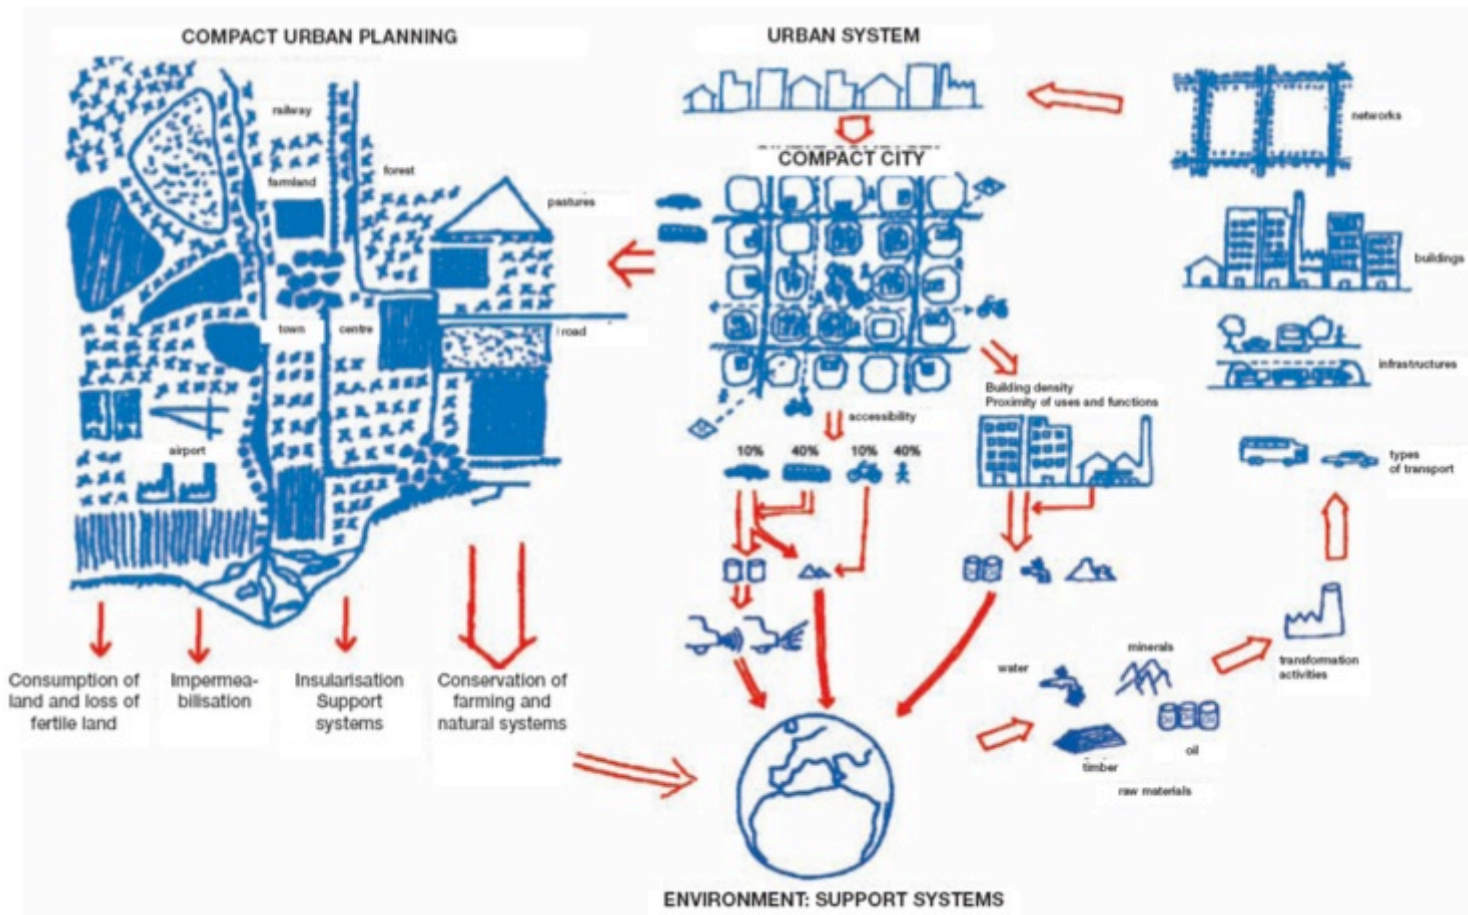 COMPACT URBAN PLANNING
URBAN SYSTEM
railway
farmland
forest
pastures
town
centre
road
airport
Consumption of
land and loss of
fertile land
Impermea-
bilisation
Insularisation
Support
systems
Conservation of
farming and
natural systems
COMPACT CITY
accessibility
10%
40%
10%
40%
Building density
Proximity of uses and functions
networks
buildings
infrastructures
types
of transport
transformation
activities
water
minerals
oil
timber
raw materials
ENVIRONMENT: SUPPORT SYSTEMS